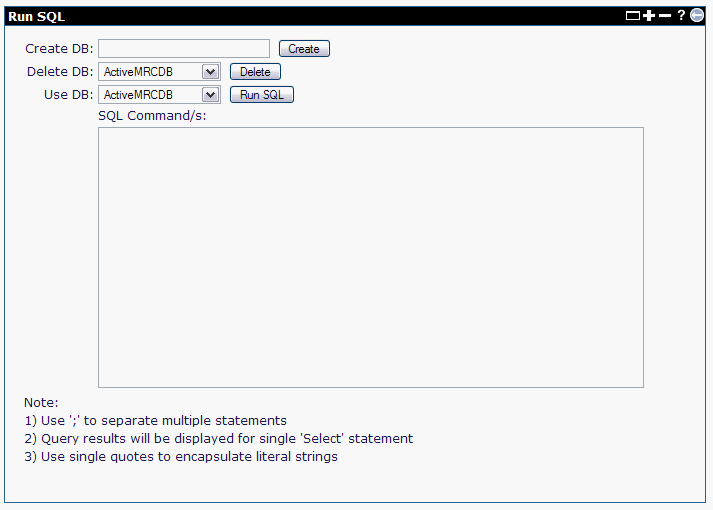 Run SQL ?
Create DB: Create
Delete DB: ActiveMRCDB Delete
Use DB: ActiveMRCDB Run SQL
SQL Command/s:
Note:
1) Use ';' to separate multiple statements
2) Query results will be displayed for single 'Select' statement
3) Use single quotes to encapsulate literal strings